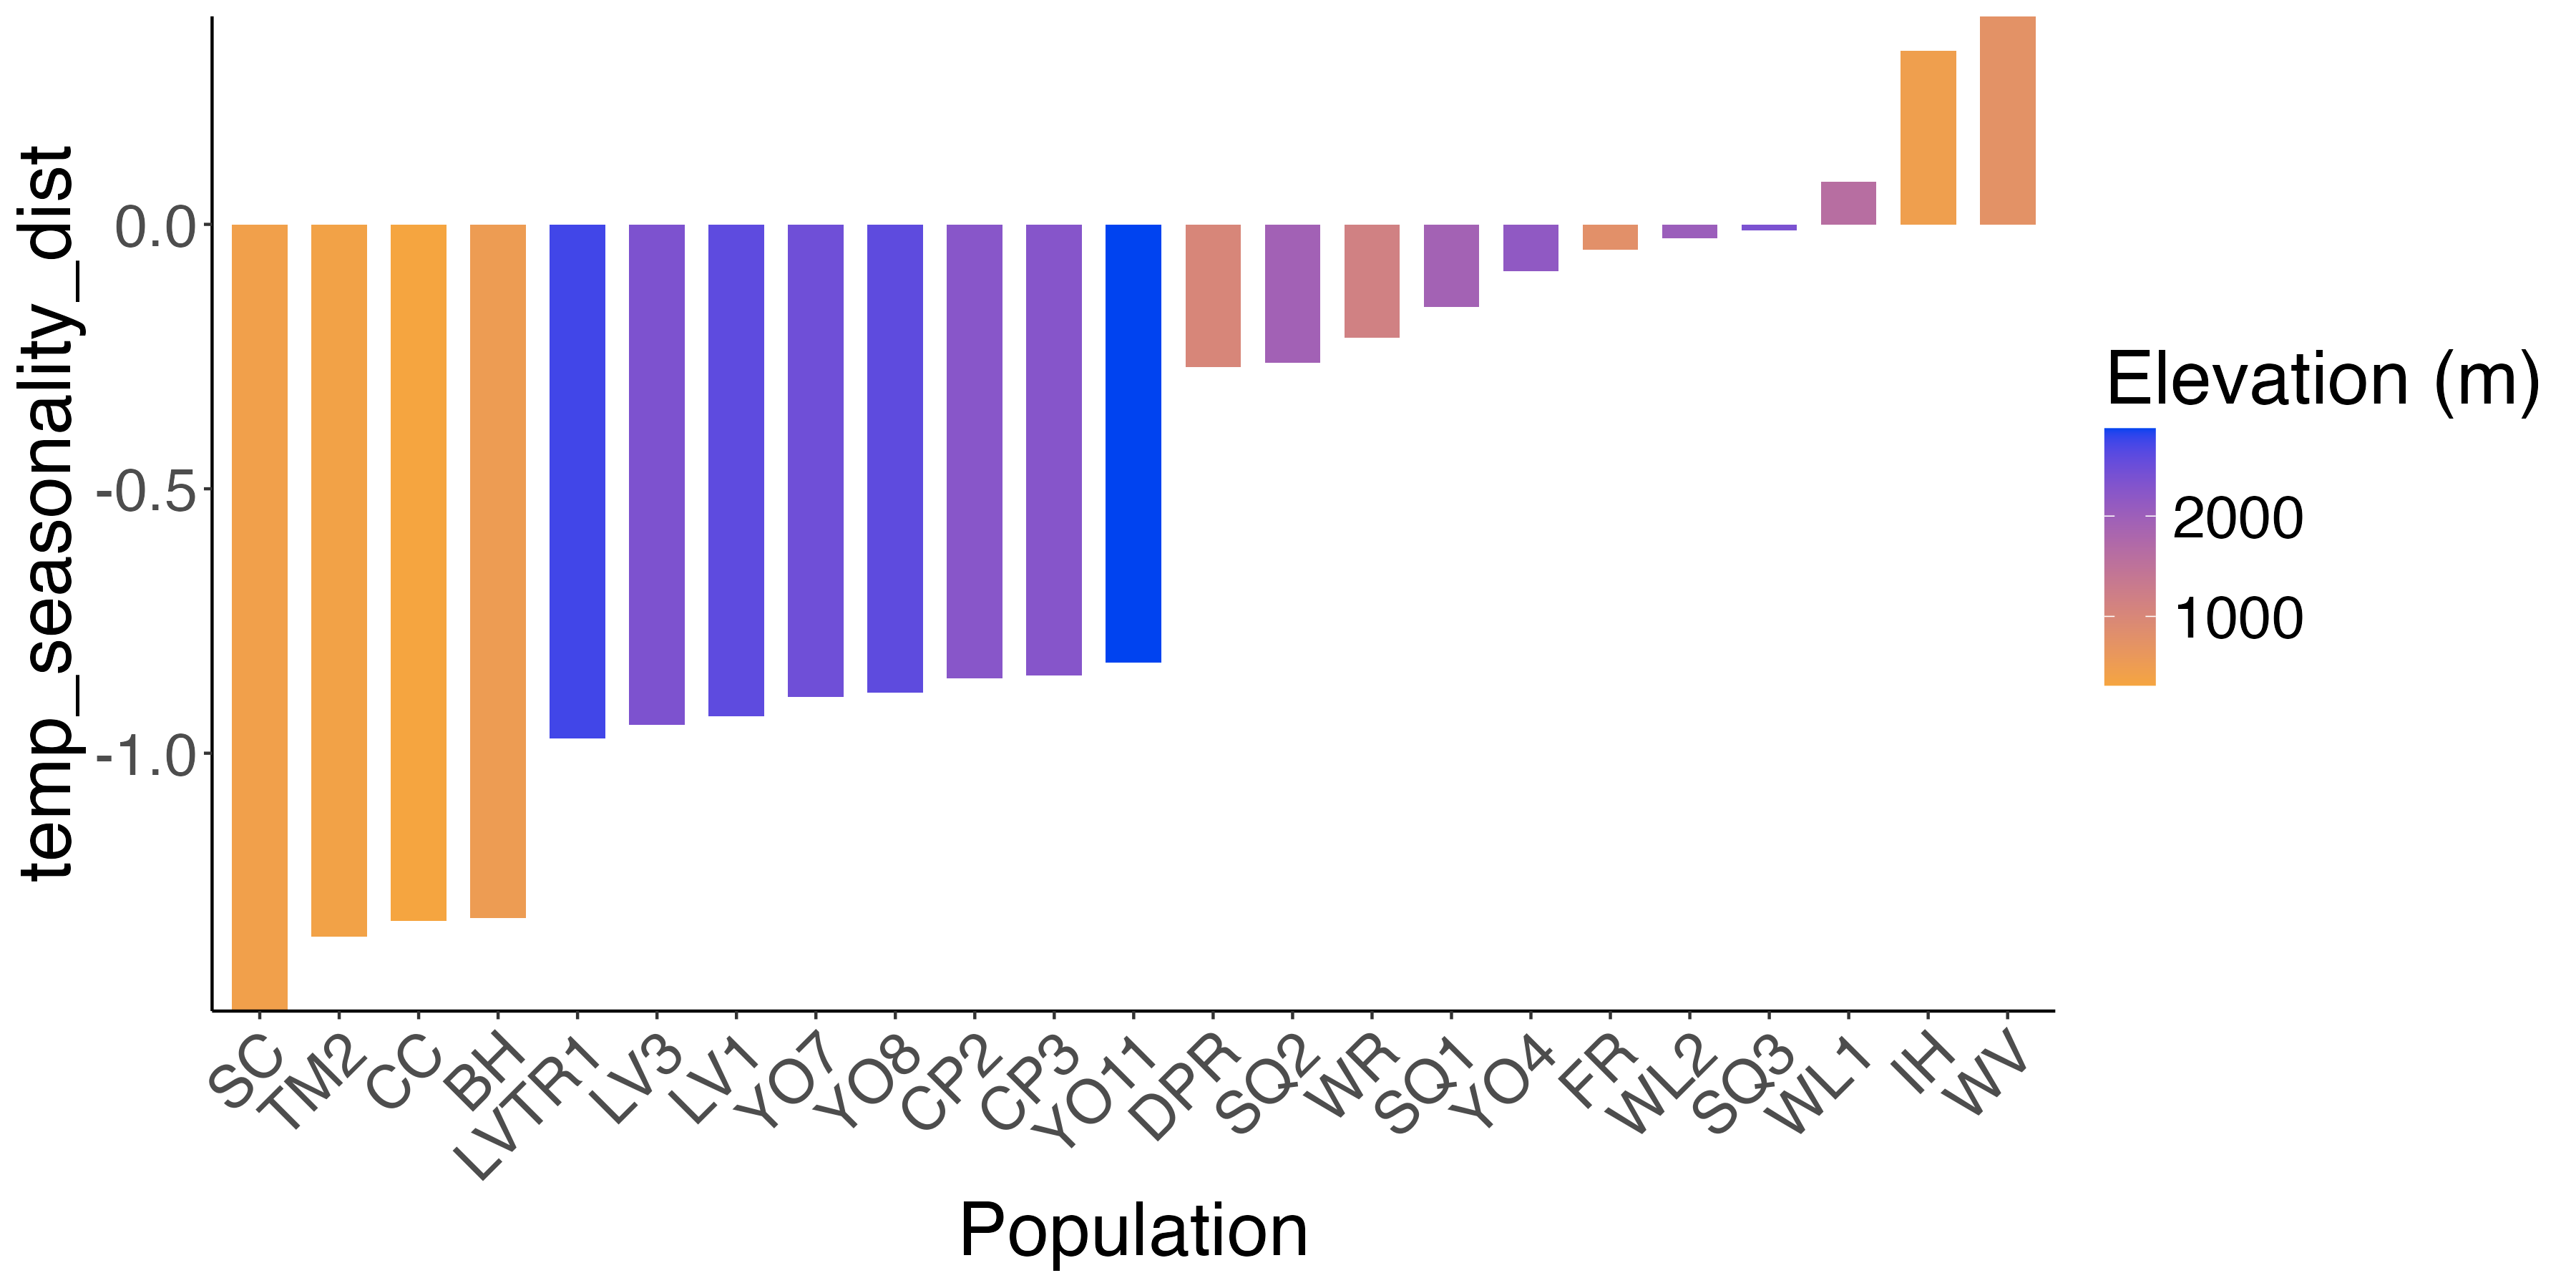 temp_seasonality_dist
0.0
-0.5
-1.0
SC
TM2
CC
BH
LVTR1
LV3
LV1
YO7
YO8
CP2
CP3
YO11
DPR
SQ2
WR
SQ1
YO4
FR
WL2
SQ3
WL1
IH
WV
Population
Elevation (m)
2000
1000